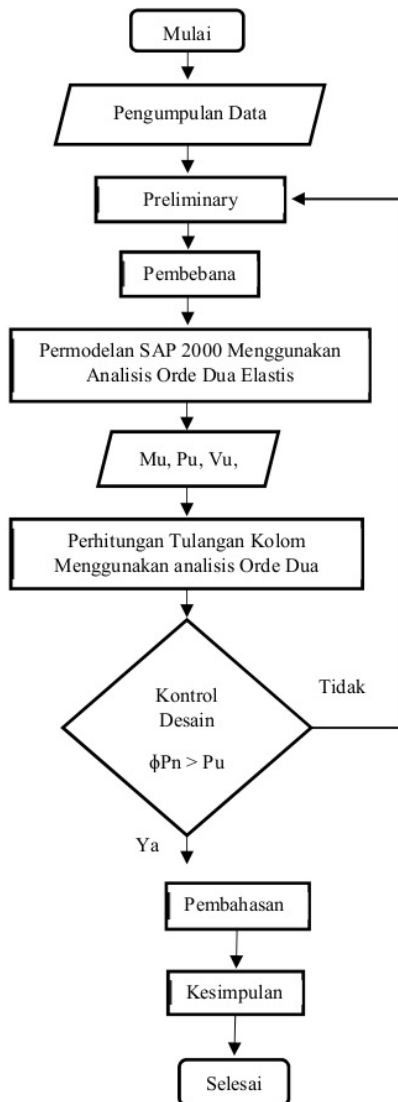 Mulai
Pengumpulan Data
Preliminary
Pembebana
Permodelan SAP 2000 Menggunakan
Analisis Orde Dua Elastis
Mu, Pu, Vu,
Perhitungan Tulangan Kolom
Menggunakan analisis Orde Dua
Kontrol
Desain
ϕPn > Pu
Tidak
Ya
Pembahasan
Kesimpulan
Selesai